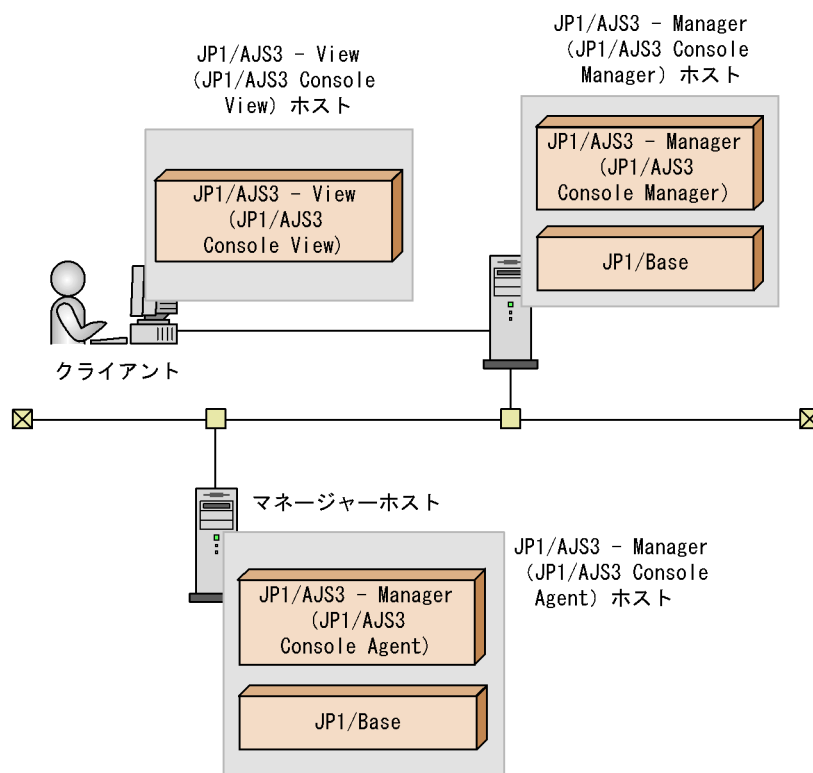 JP1/AJS3 - View
(JP1/AJS3 Console
View) ホスト
JP1/AJS3 - View
(JP1/AJS3
Console View)
クライアント
JP1/AJS3 - Manager
(JP1/AJS3 Console
Manager) ホスト
JP1/AJS3 - Manager
(JP1/AJS3
Console Manager)
JP1/Base
マネージャーホスト
JP1/AJS3 - Manager
(JP1/AJS3
Console Agent)
JP1/Base
JP1/AJS3 - Manager
(JP1/AJS3 Console
Agent) ホスト